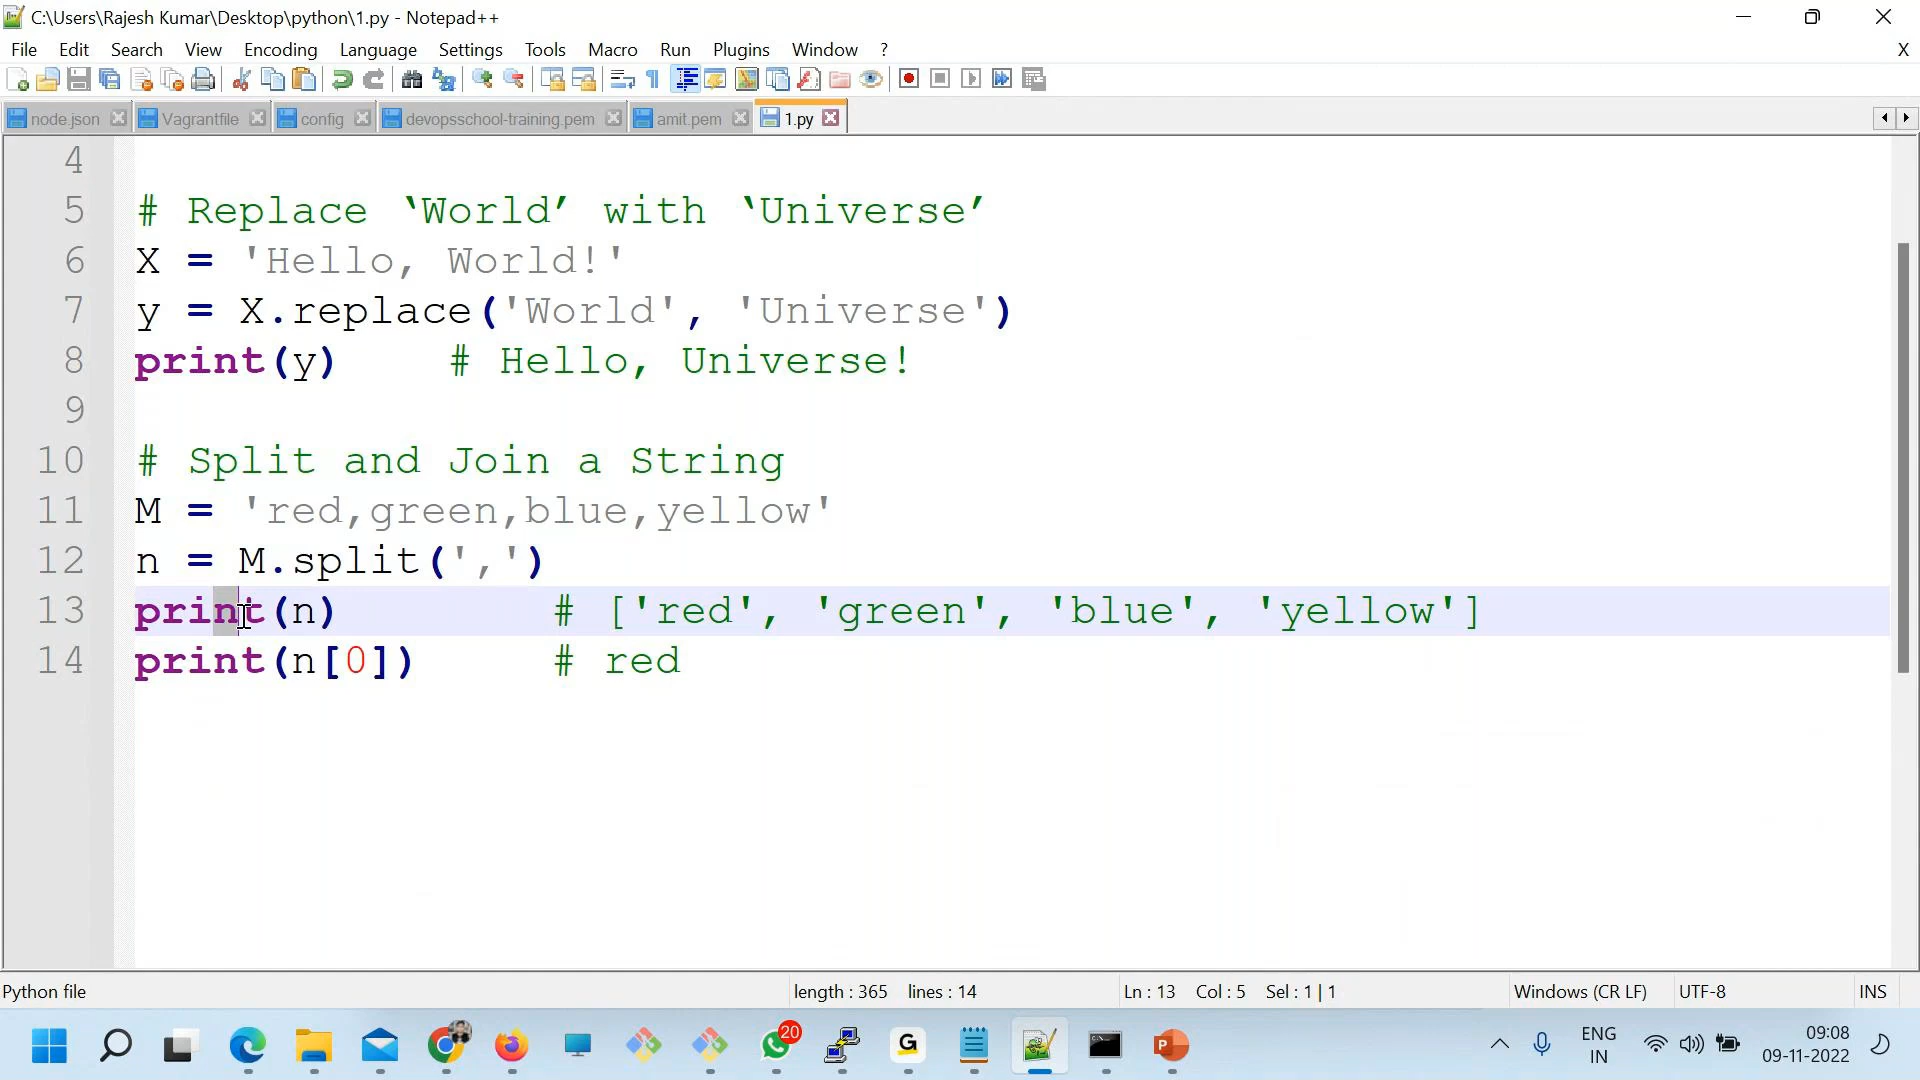 C:\Users\Rajesh Kumar\Desktop\python\1.py - Notepad++
File Edit Search View Encoding Language Settings Tools Macro Run Plugins Window ? X
node.json Vagrantfile config devopsschool-training.pem amit.pem 1.py
4
5 # Replace ‘World’ with ‘Universe’
6 X = 'Hello, World!'
7 y = X.replace('World', 'Universe')
8 print(y) # Hello, Universe!
9
10 # Split and Join a String
11 M = 'red,green,blue,yellow'
12 n = M.split(',')
13 print(n) # ['red', 'green', 'blue', 'yellow']
14 print(n[0]) # red
Python file length : 365 lines : 14 Ln : 13 Col : 5 Sel : 1 | 1 Windows (CR LF) UTF-8 INS
20
G
P
ENG
IN
09:08
09-11-2022